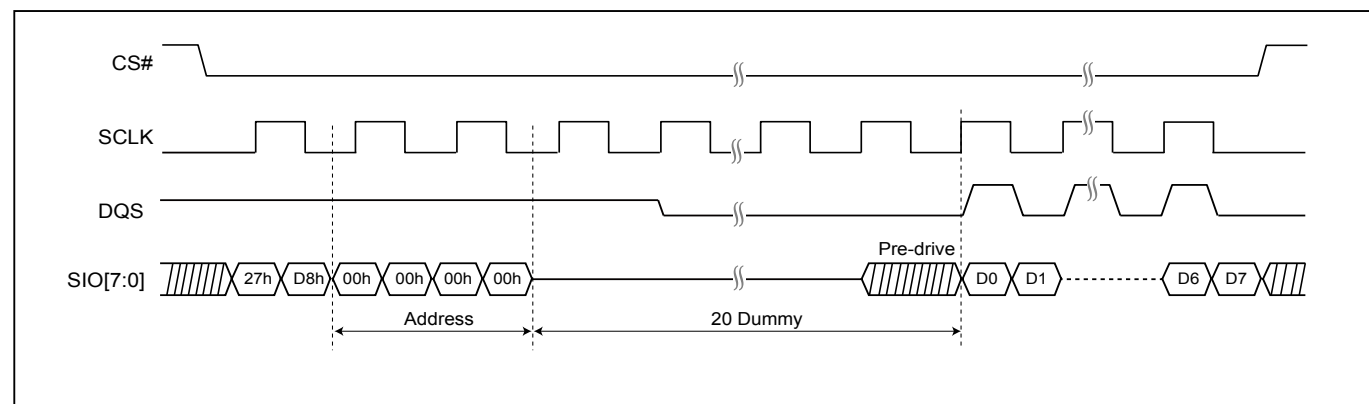 CS#
SCLK
DQS
Pre-drive
SIO[7:0] 27h D8h 00h 00h 00h 00h D0 D1 D6 D7
Address 20 Dummy